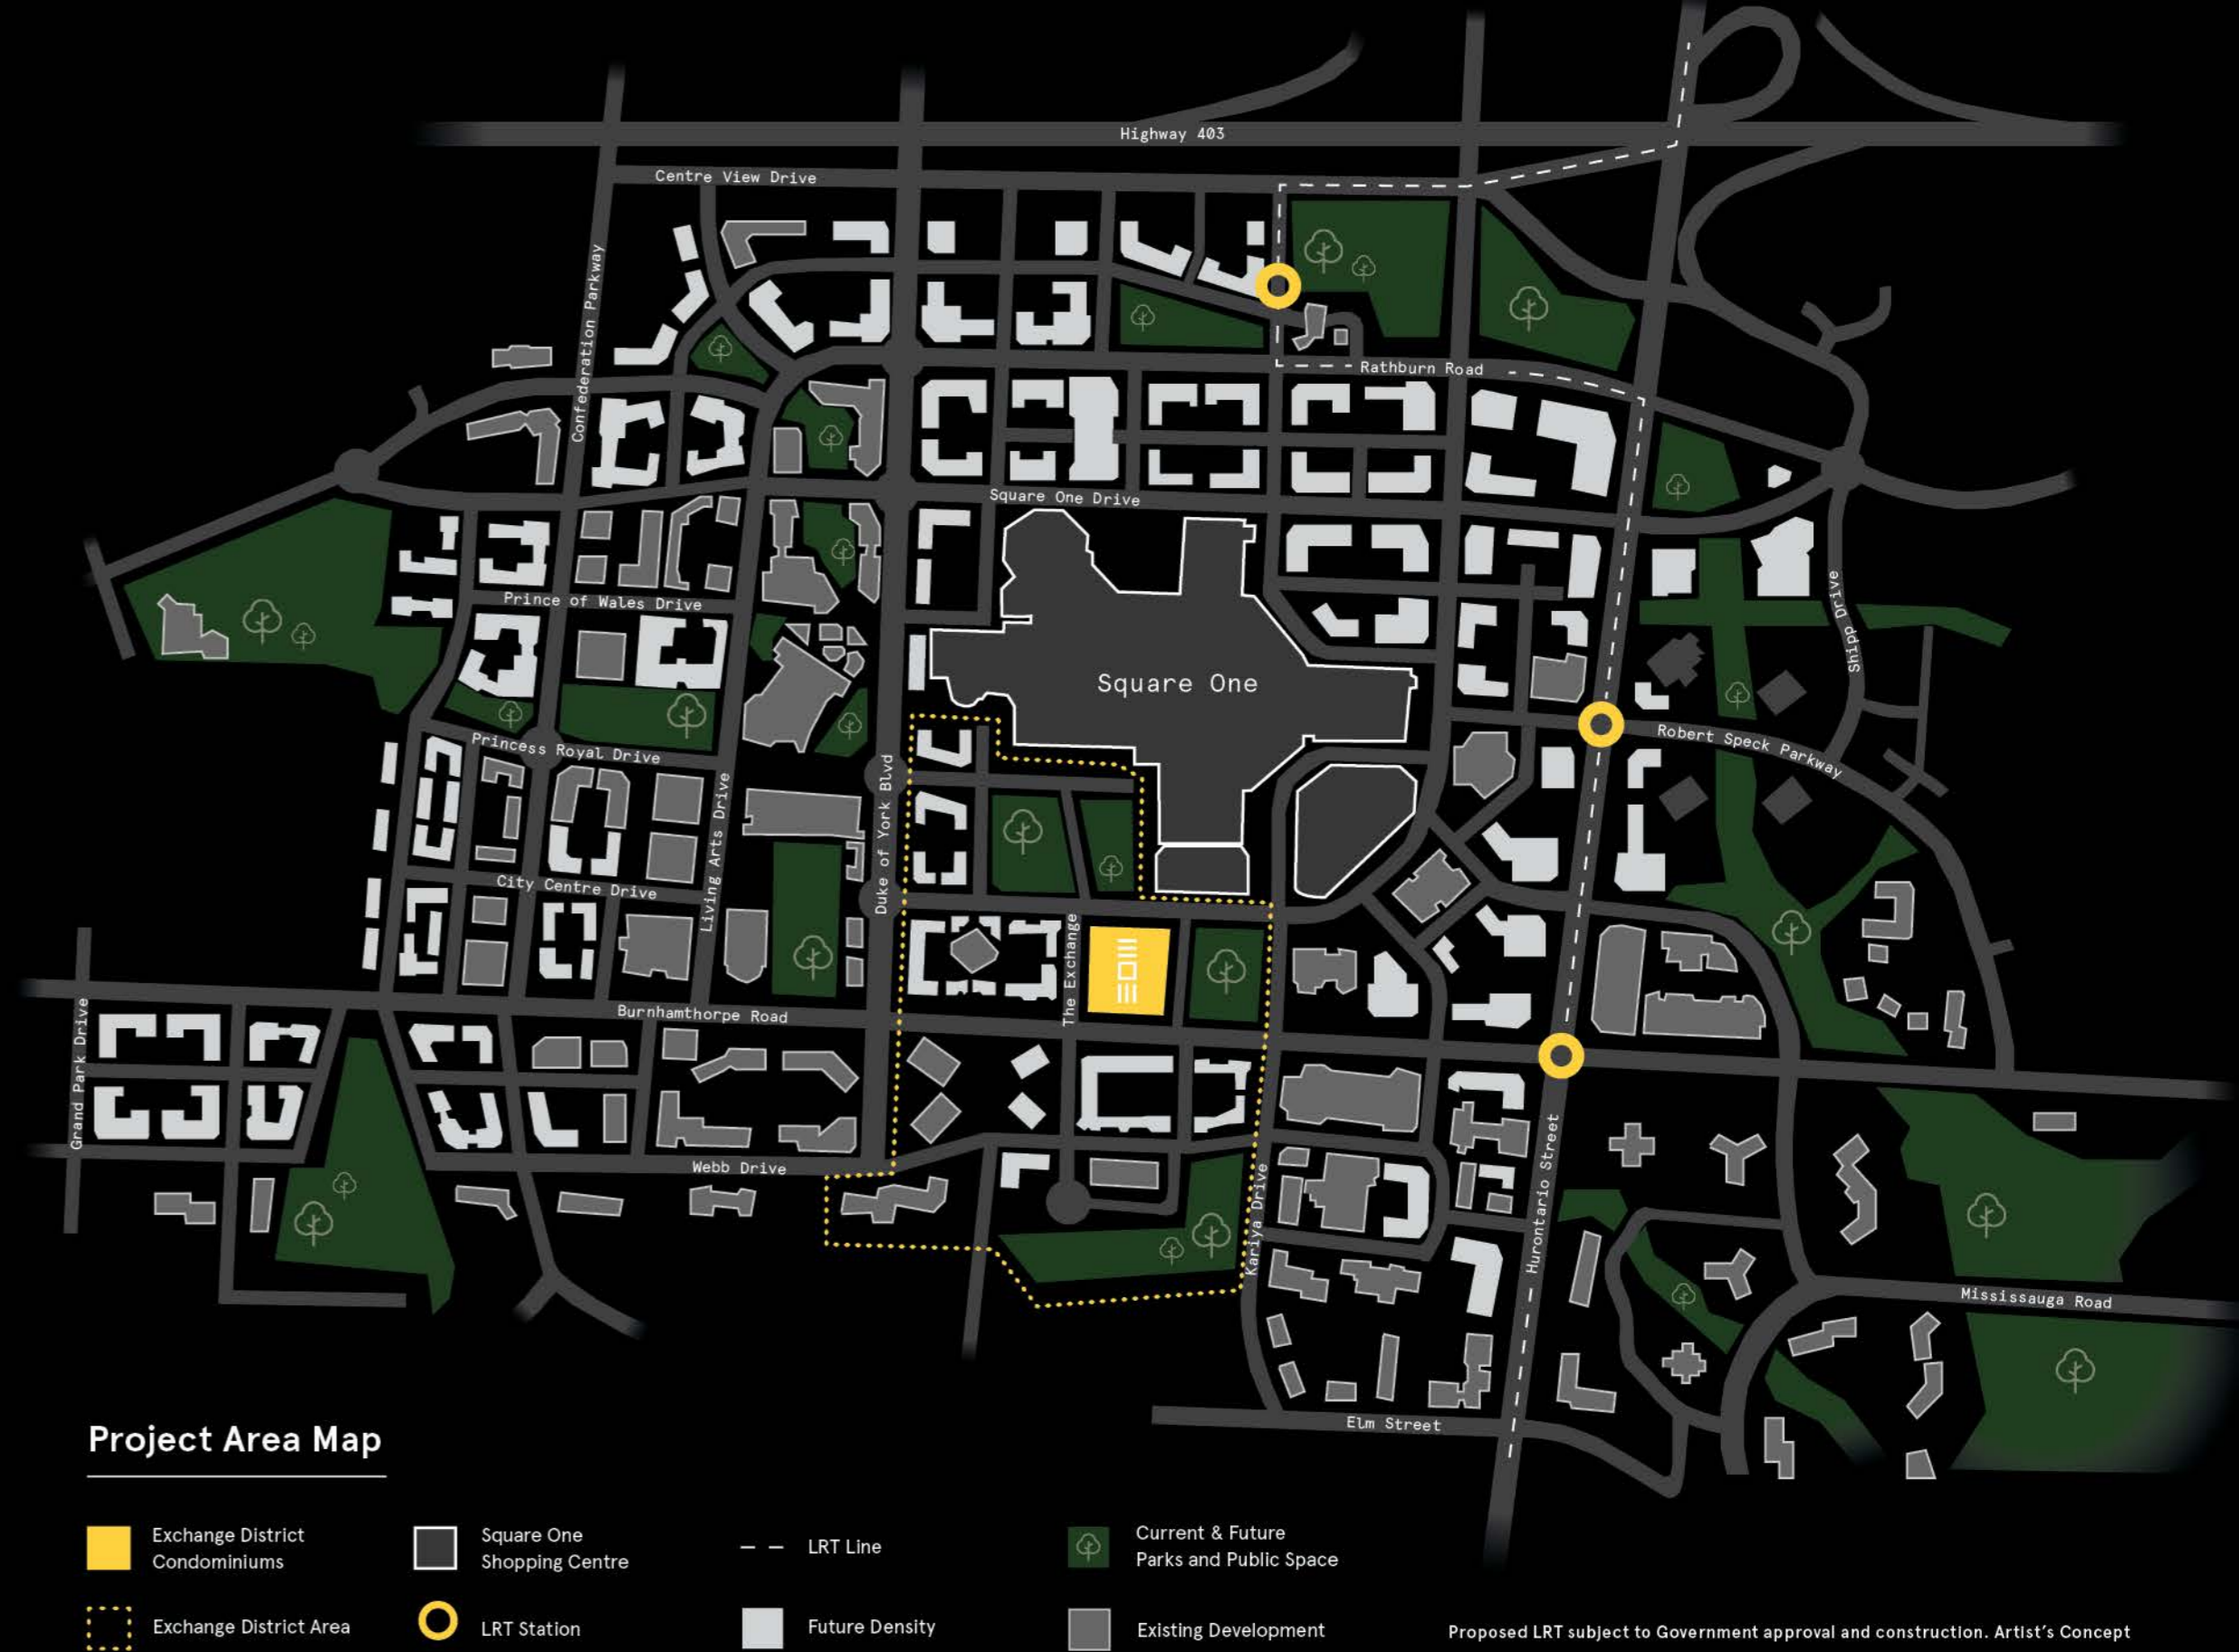 Highway 403
Centre View Drive
Confederation Parkway
Rathburn Road
Square One Drive
Prince of Wales Drive
Shipp Drive
Square One
Robert Speck Parkway
Princess Royal Drive
Duke of York Blvd
Living Arts Drive
City Centre Drive
The Exchange
Burnhamthorpe Road
Grand Park Drive
Webb Drive
Kariya Drive
Hurontario Street
Mississauga Road
Elm Street
Project Area Map
Exchange District
Condominiums
Square One
Shopping Centre
LRT Line
Current & Future
Parks and Public Space
Exchange District Area
LRT Station
Future Density
Existing Development
Proposed LRT subject to Government approval and construction. Artist's Concept